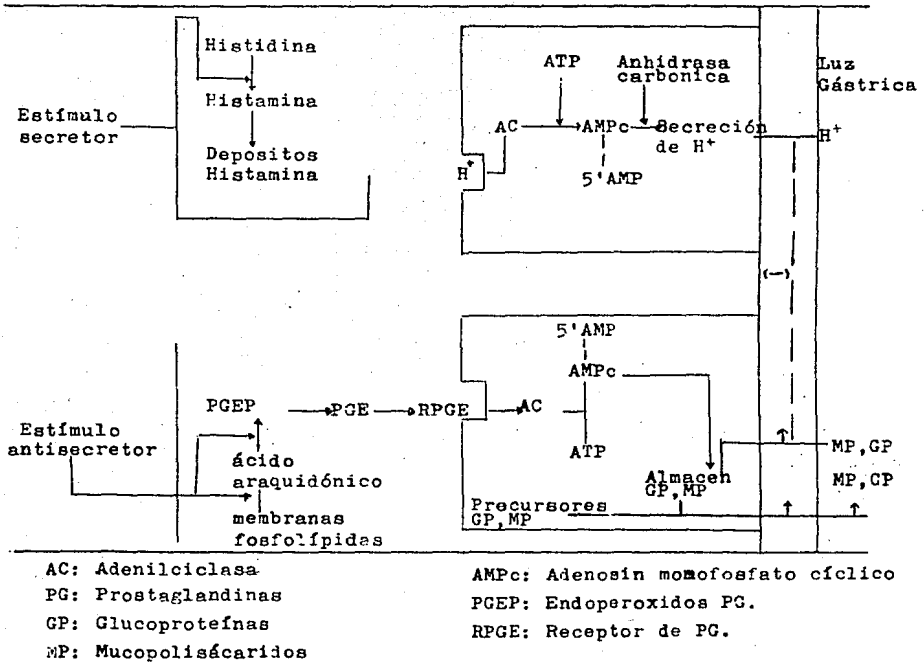 Histidina
Histamina
Depositos
Histamina
Estímulo
secretor
ATP
Anhidrasa
carbonica
AC
AMPc
Secreción
de H+
5'AMP
H+
Luz
Gástrica
H+
(-)
5'AMP
AMPc
ATP
PGEP
PGE
RPGE
AC
Estímulo
antisecretor
ácido
araquidónico
membranas
fosfolípidas
Almacen
GP,MP
Precursores
GP,MP
MP,GP
MP,GP
AC: Adenilciclasa
PG: Prostaglandinas
GP: Glucoproteínas
MP: Mucopolisácaridos
AMPc: Adenosin momofosfato cíclico
PGEP: Endoperoxidos PG.
RPGE: Receptor de PG.